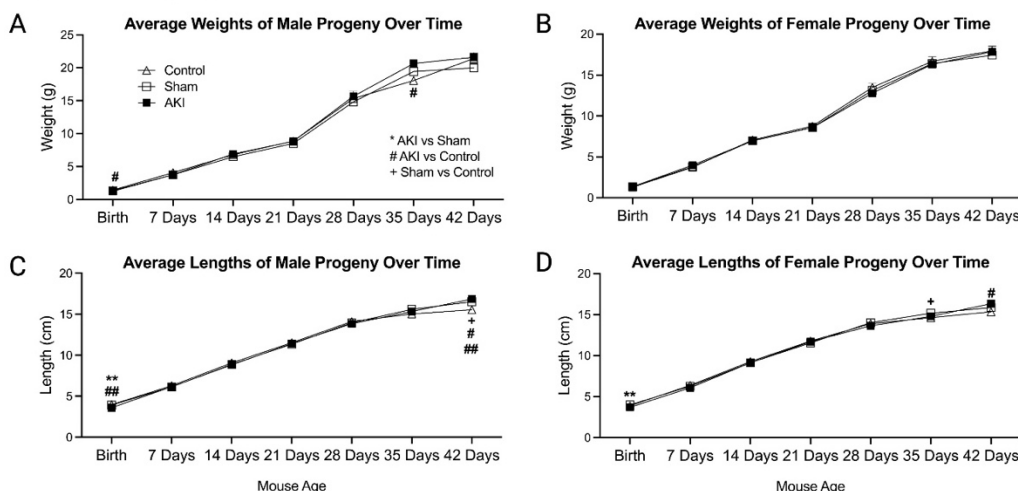 A
Average Weights of Male Progeny Over Time
Weight (g)
25
20
15
10
5
0
Control
Sham
AKI
#
#
* AKI vs Sham
# AKI vs Control
+ Sham vs Control
Birth 7 Days 14 Days 21 Days 28 Days 35 Days 42 Days
B
Average Weights of Female Progeny Over Time
Weight (g)
20
15
10
5
0
Birth 7 Days 14 Days 21 Days 28 Days 35 Days 42 Days
C
Average Lengths of Male Progeny Over Time
Length (cm)
20
15
10
5
0
**
##
+
#
##
Birth 7 Days 14 Days 21 Days 28 Days 35 Days 42 Days
Mouse Age
D
Average Lengths of Female Progeny Over Time
Length (cm)
20
15
10
5
0
**
+
#
Birth 7 Days 14 Days 21 Days 28 Days 35 Days 42 Days
Mouse Age